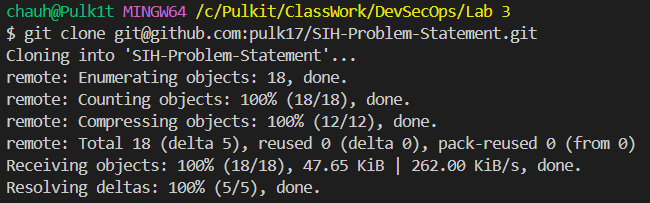 chauh@Pulk1t MINGW64 /c/Pulkit/ClassWork/DevSecOps/Lab 3
$ git clone git@github.com:pulk17/SIH-Problem-Statement.git
Cloning into 'SIH-Problem-Statement'...
remote: Enumerating objects: 18, done.
remote: Counting objects: 100% (18/18), done.
remote: Compressing objects: 100% (12/12), done.
remote: Total 18 (delta 5), reused 0 (delta 0), pack-reused 0 (from 0)
Receiving objects: 100% (18/18), 47.65 KiB | 262.00 KiB/s, done.
Resolving deltas: 100% (5/5), done.